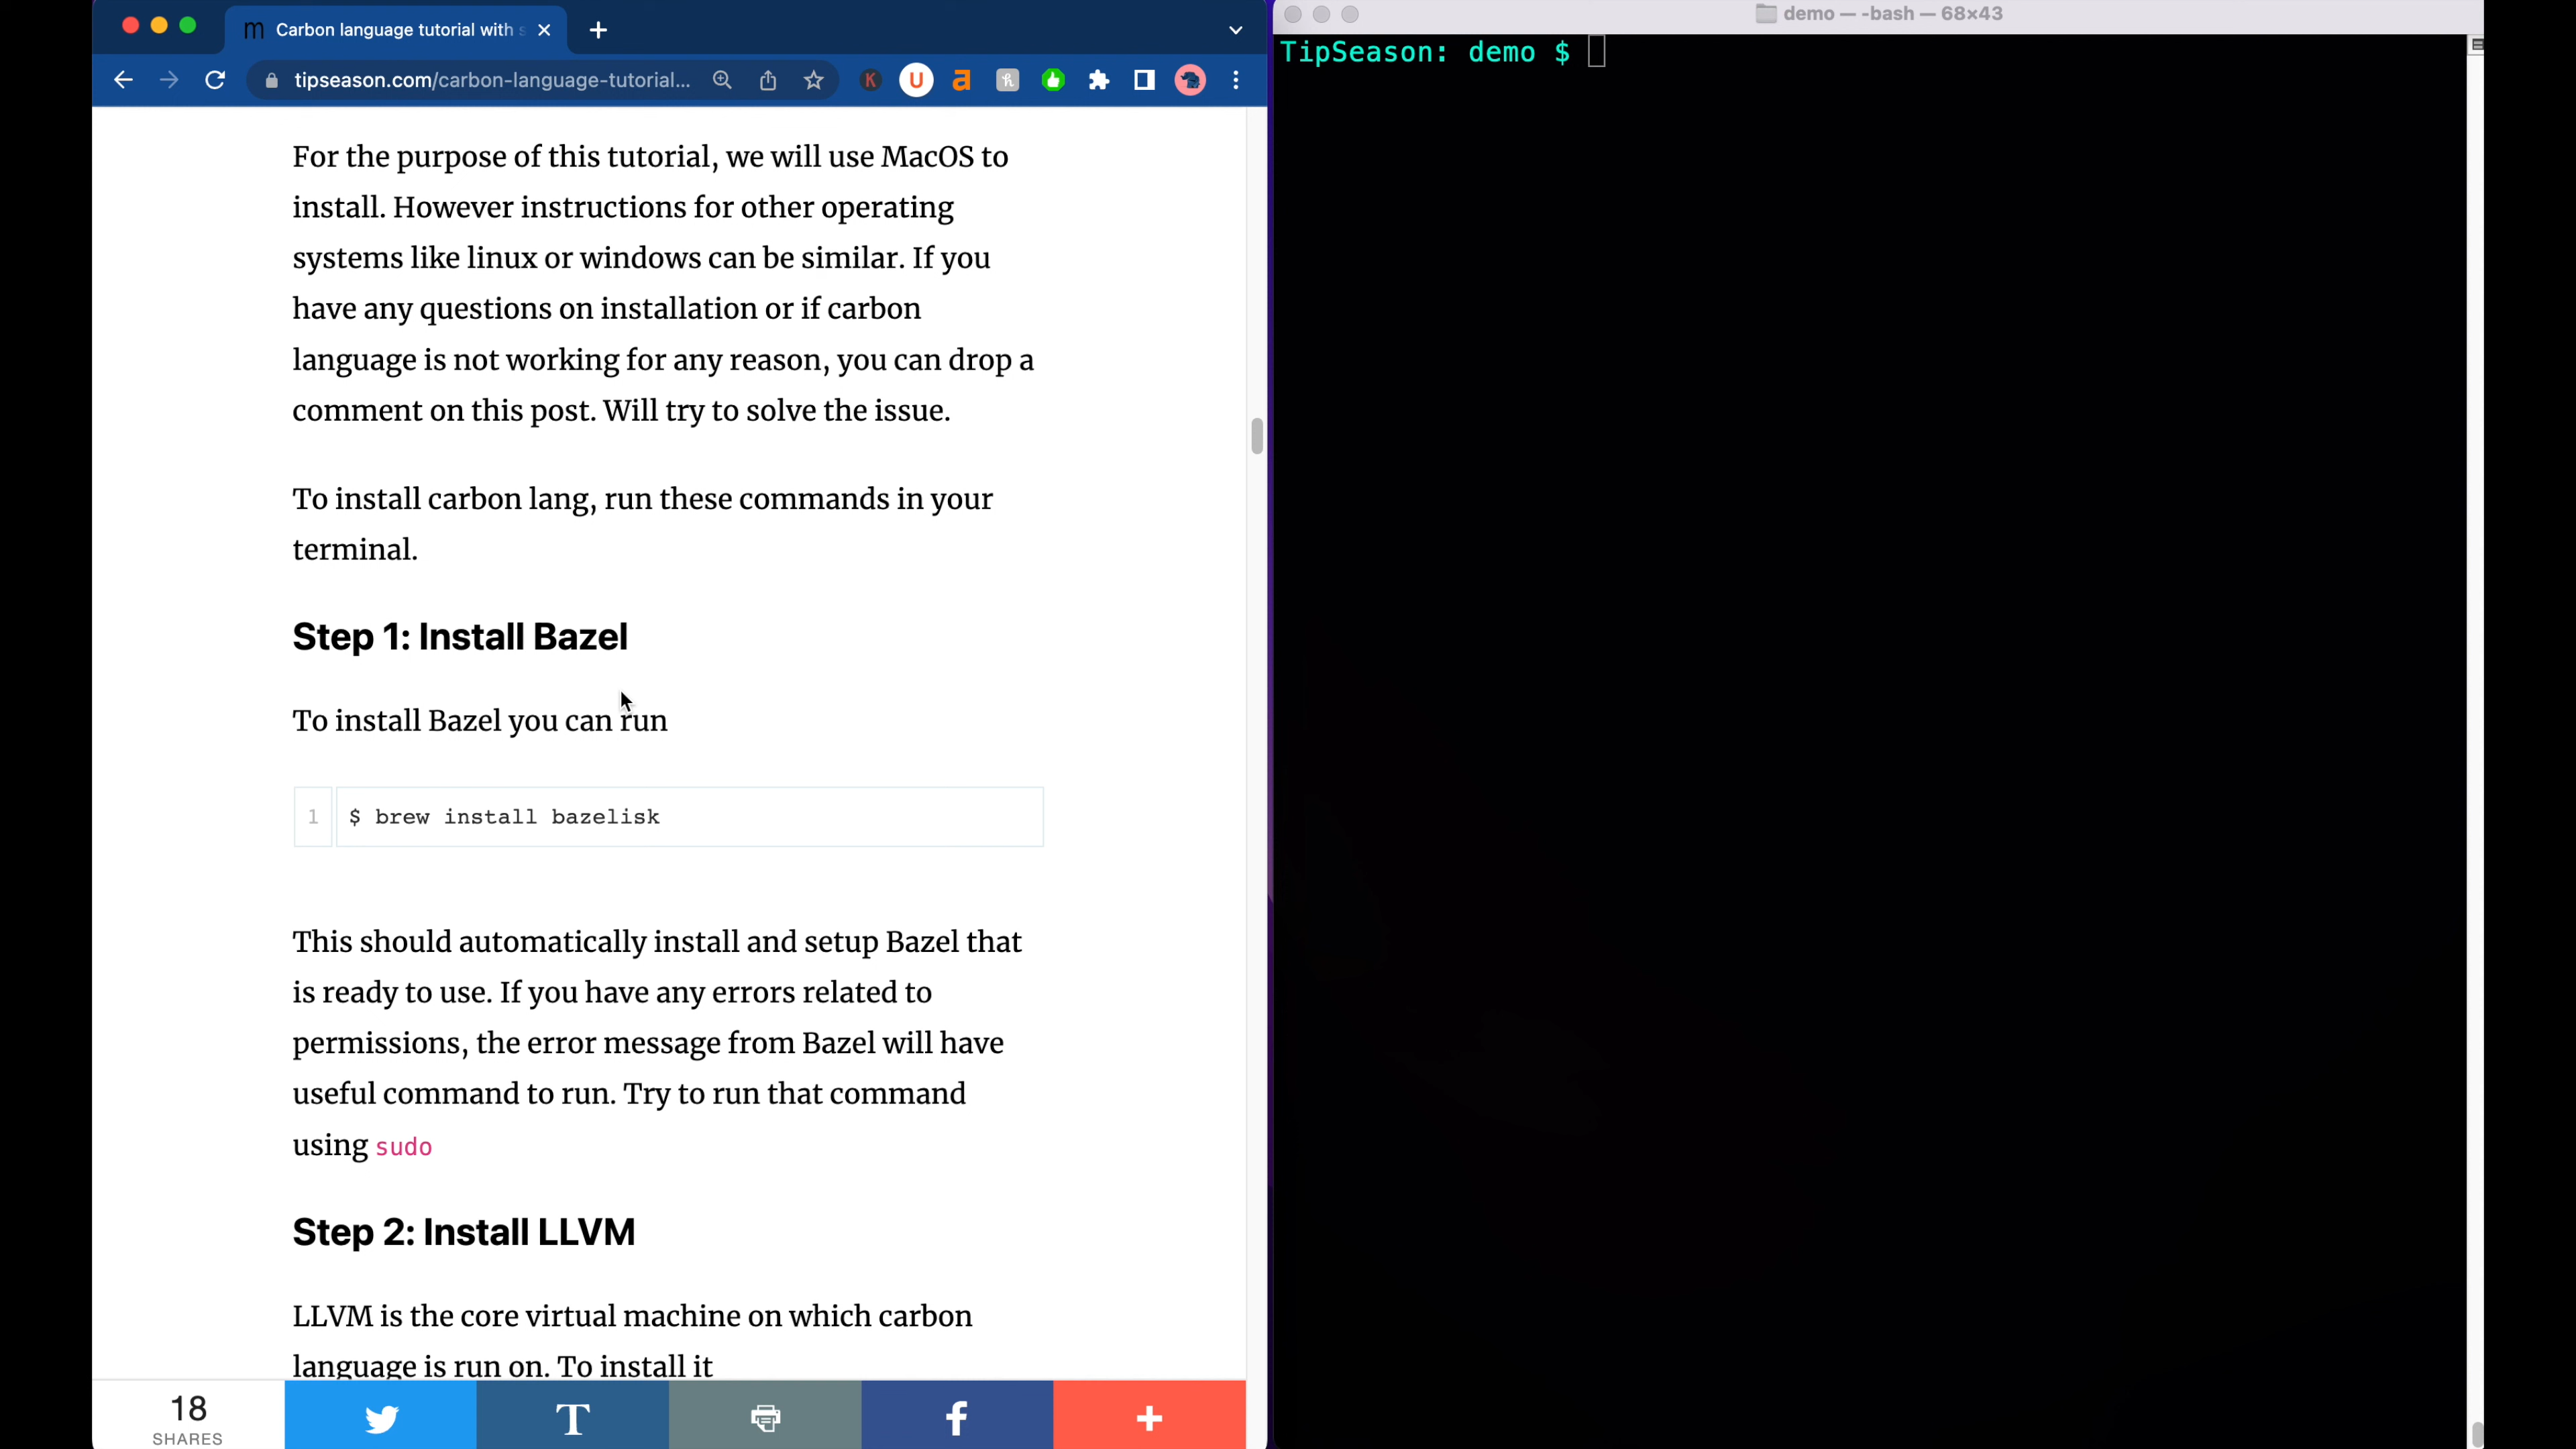 Carbon language tutorial with s
tipseason.com/carbon-language-tutorial...
For the purpose of this tutorial, we will use MacOS to
install. However instructions for other operating
systems like linux or windows can be similar. If you
have any questions on installation or if carbon
language is not working for any reason, you can drop a
comment on this post. Will try to solve the issue.
To install carbon lang, run these commands in your
terminal.
Step 1: Install Bazel
To install Bazel you can run
1 $ brew install bazelisk
This should automatically install and setup Bazel that
is ready to use. If you have any errors related to
permissions, the error message from Bazel will have
useful command to run. Try to run that command
using sudo
Step 2: Install LLVM
LLVM is the core virtual machine on which carbon
language is run on. To install it
18
SHARES
demo — -bash — 68×43
TipSeason: demo $